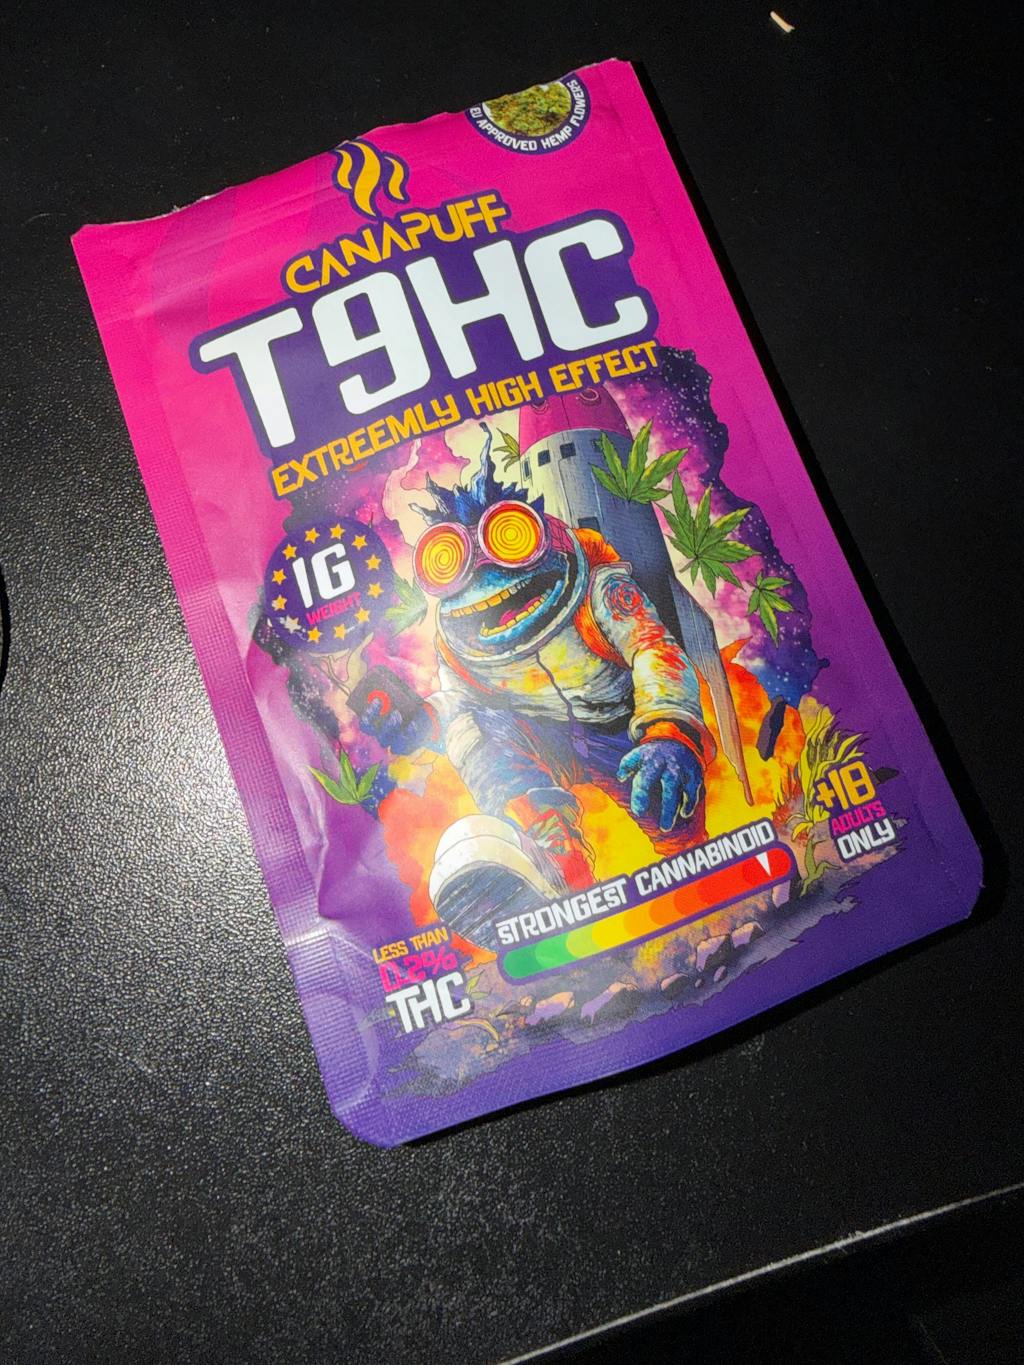 EU APPROVED HEMP FLOWERS
CANAPUFF
T9HC
EXTREEMLY HIGH EFFECT
1G
WEIGHT
+18
ADULTS
ONLY
STRONGEST CANNABINOID
LESS THAN
0.2%
THC